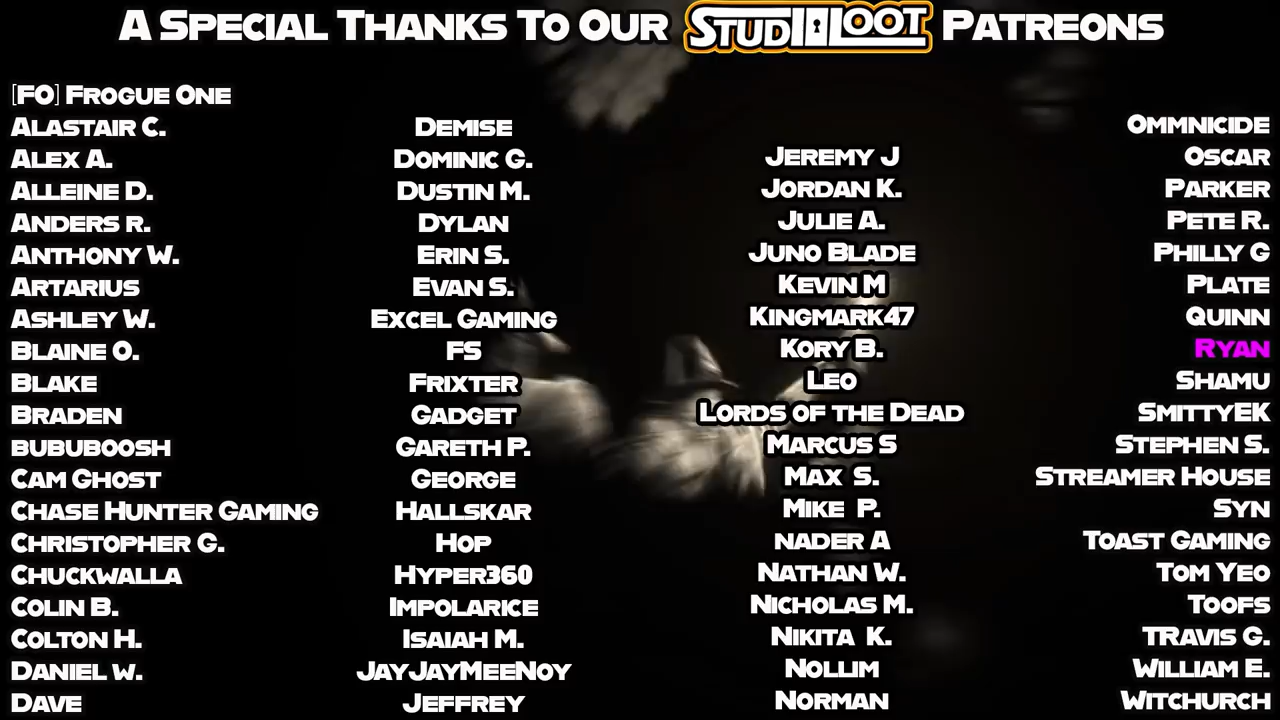 A Special Thanks To Our StudioLoot Patreons
[FO] Frogue One
Alastair C.
Alex A.
Alleine D.
Anders r.
Anthony W.
Artarius
Ashley W.
Blaine O.
Blake
Braden
bububoosh
Cam Ghost
Chase Hunter Gaming
Christopher G.
Chuckwalla
Colin B.
Colton H.
Daniel w.
Dave
Demise
Dominic G.
Dustin M.
Dylan
Erin S.
Evan S.
Excel Gaming
FS
Frixter
Gadget
Gareth P.
George
Hallskar
Hop
Hyper360
Impolarice
Isaiah M.
JayJayMeeNoy
Jeffrey
Jeremy J
Jordan K.
Julie A.
Juno Blade
Kevin M
Kingmark47
Kory B.
Leo
Lords of the Dead
Marcus S
Max S.
Mike P.
nader A
Nathan W.
Nicholas M.
Nikita K.
Nollim
Norman
Ommnicide
Oscar
Parker
Pete R.
Philly G
Plate
Quinn
Ryan
Shamu
SmittyEK
Stephen S.
Streamer House
Syn
Toast Gaming
Tom Yeo
Toofs
Travis G.
William E.
Witchurch